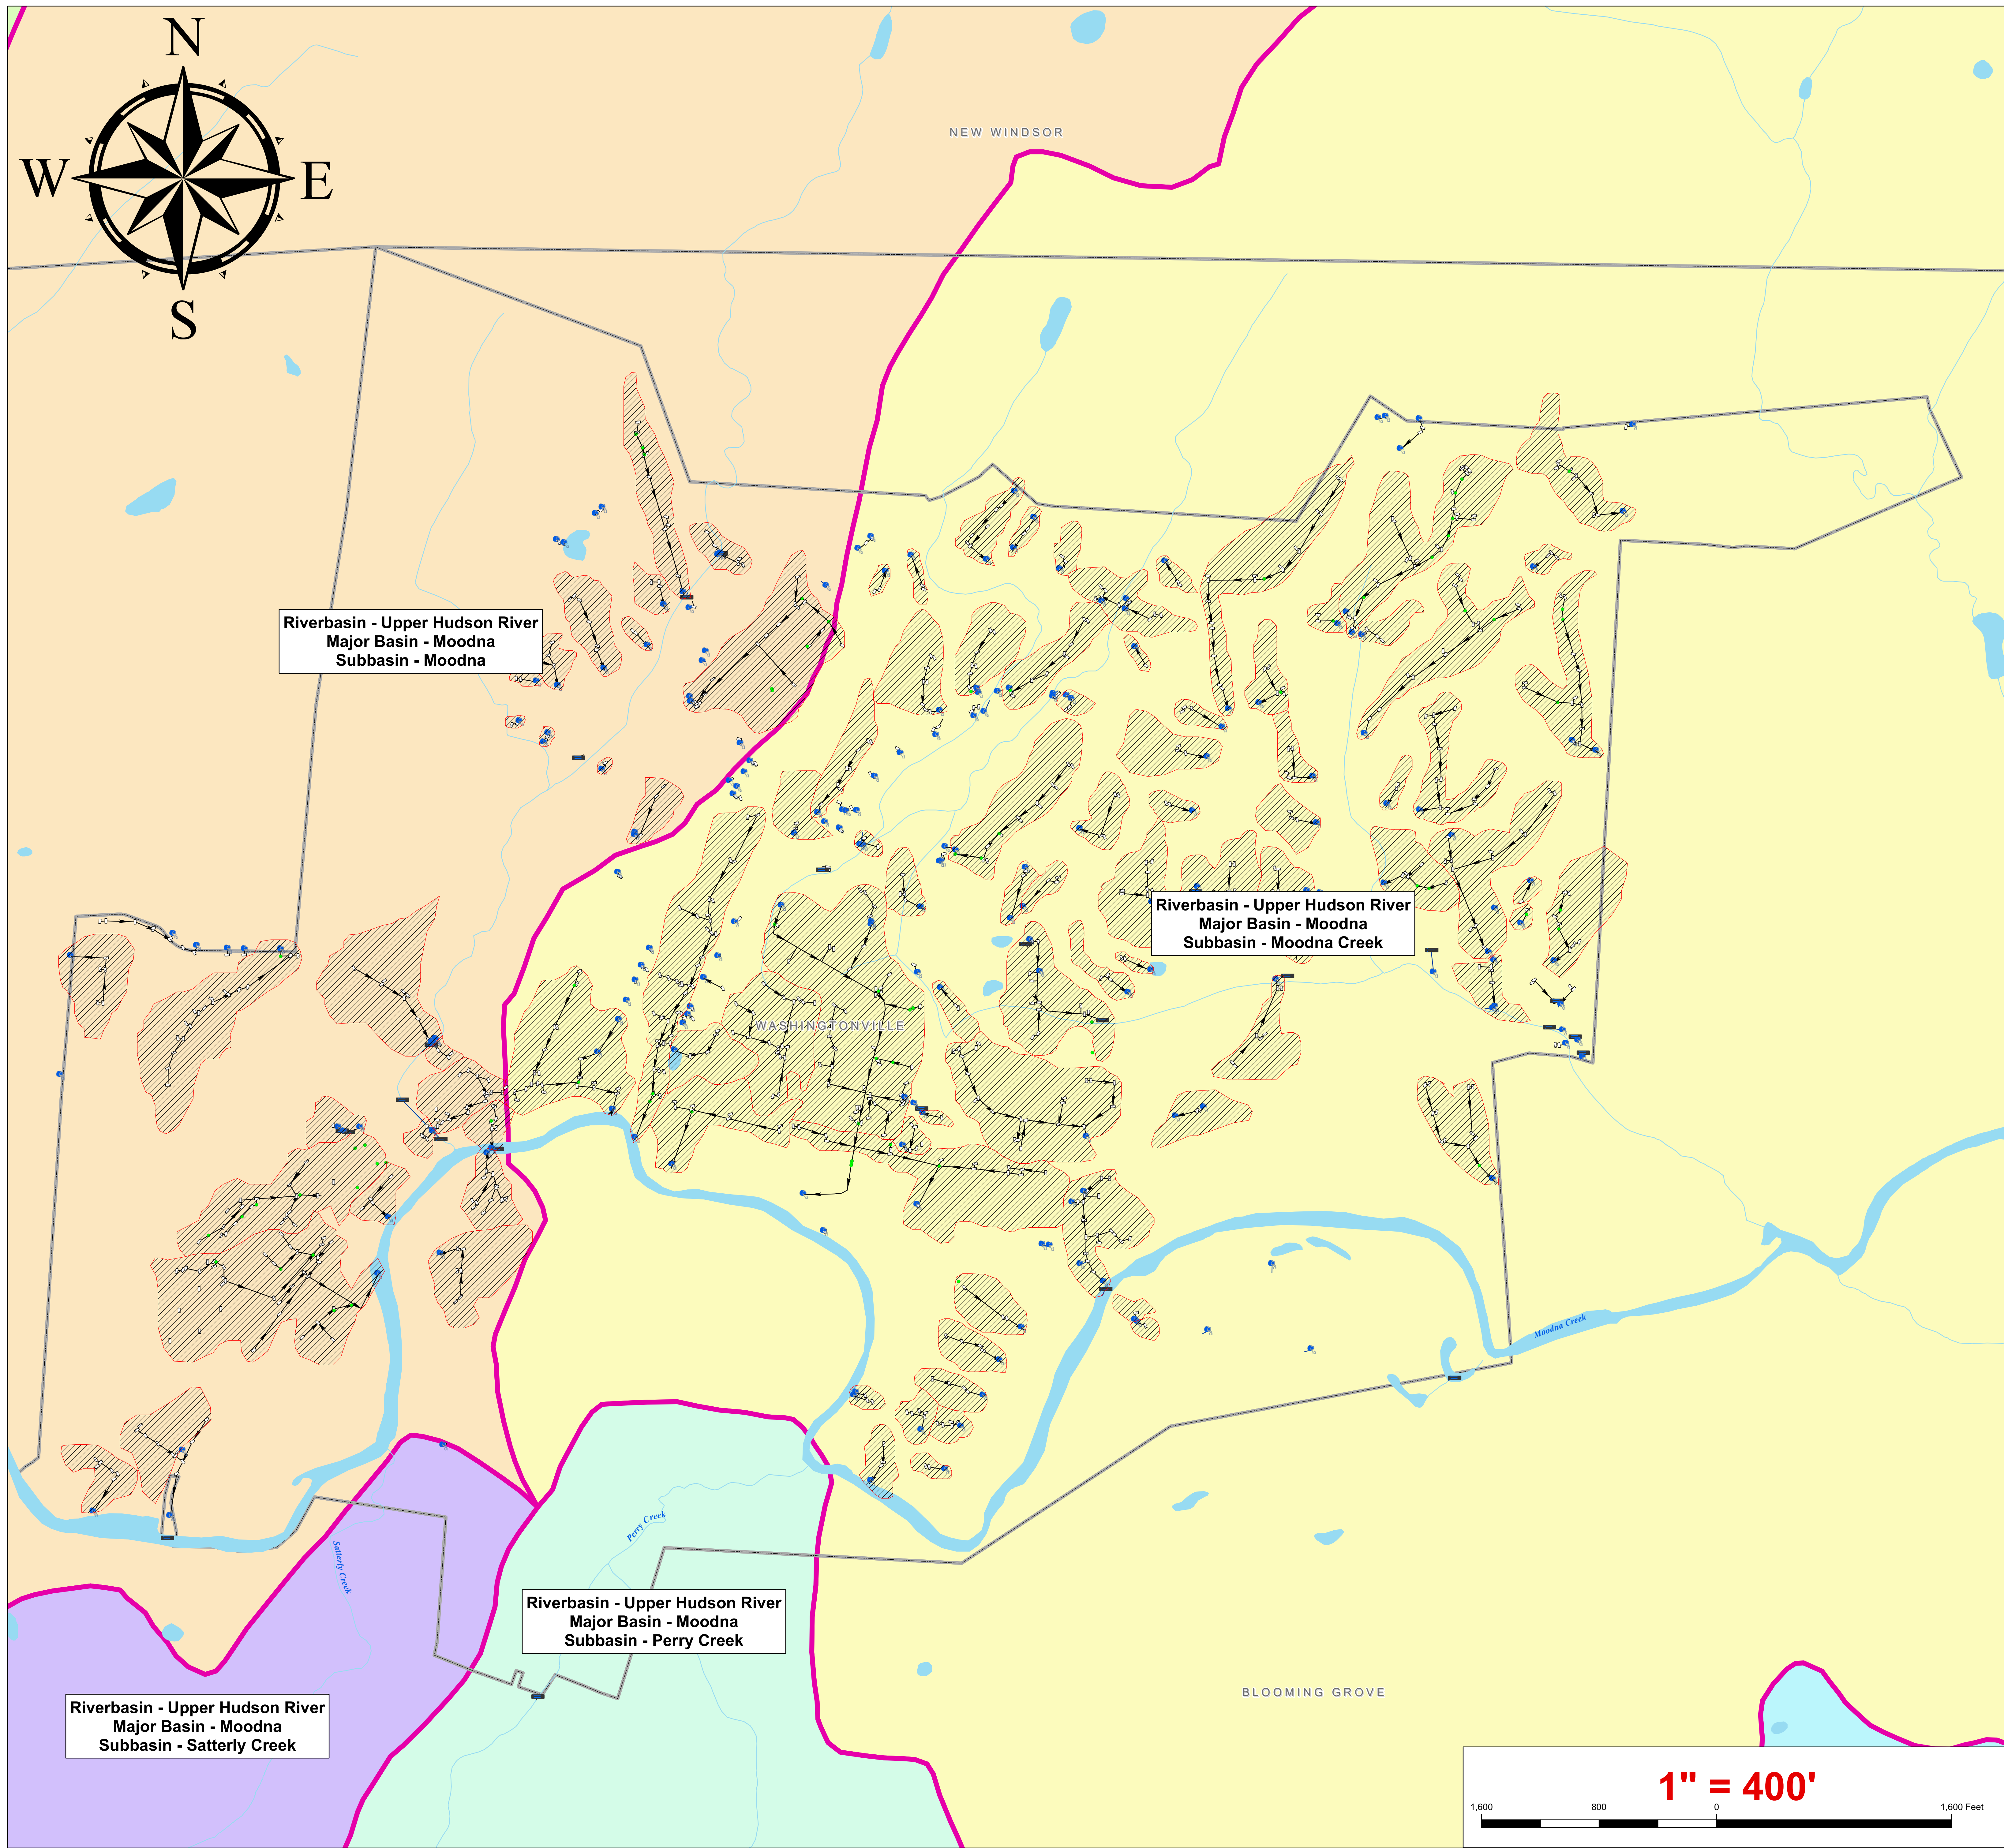 N
W
E
S
NEW WINDSOR
Riverbasin - Upper Hudson River
Major Basin - Moodna
Subbasin - Moodna
Riverbasin - Upper Hudson River
Major Basin - Moodna
Subbasin - Moodna Creek
WASHINGTONVILLE
Moodna Creek
Perry Creek
Satterly Creek
Riverbasin - Upper Hudson River
Major Basin - Moodna
Subbasin - Perry Creek
BLOOMING GROVE
Riverbasin - Upper Hudson River
Major Basin - Moodna
Subbasin - Satterly Creek
1" = 400'
1,600 800 0 1,600 Feet